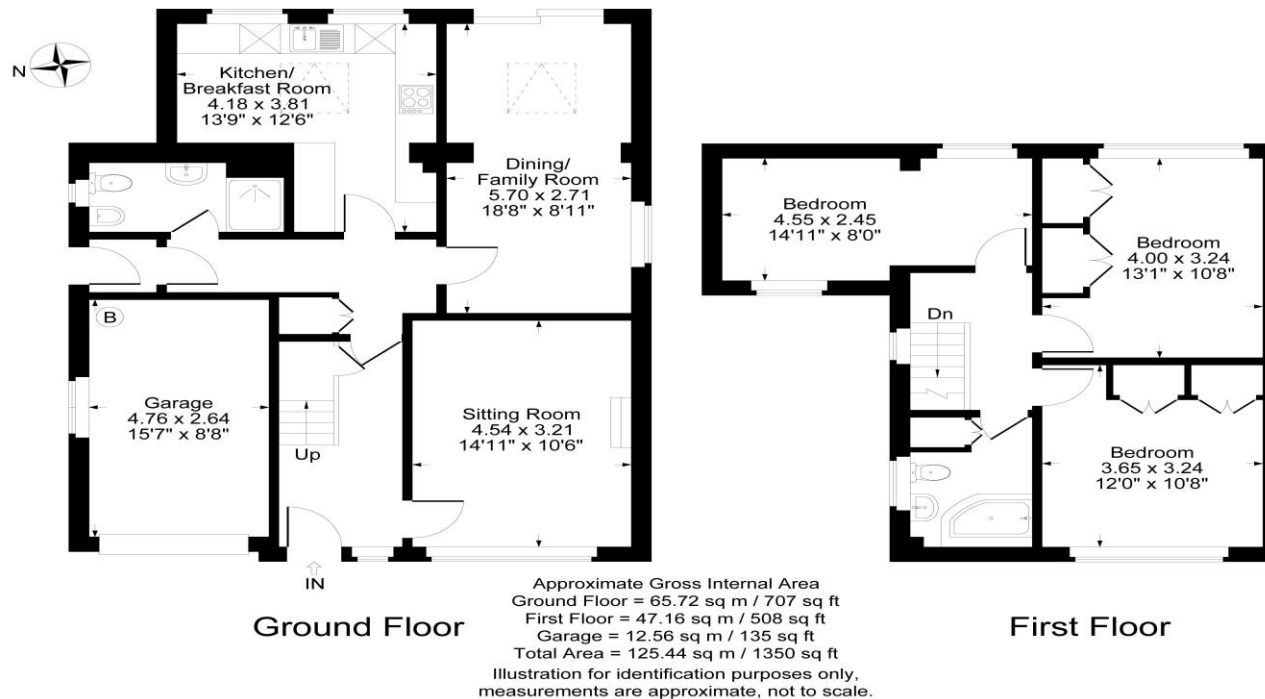 N
Kitchen/
Breakfast Room
4.18 x 3.81
13'9" x 12'6"
Dining/
Family Room
5.70 x 2.71
18'8" x 8'11"
B
Garage
4.76 x 2.64
15'7" x 8'8"
Up
Sitting Room
4.54 x 3.21
14'11" x 10'6"
IN
Ground Floor
Bedroom
4.55 x 2.45
14'11" x 8'0"
Bedroom
4.00 x 3.24
13'1" x 10'8"
Dn
Bedroom
3.65 x 3.24
12'0" x 10'8"
First Floor
Approximate Gross Internal Area
Ground Floor = 65.72 sq m / 707 sq ft
First Floor = 47.16 sq m / 508 sq ft
Garage = 12.56 sq m / 135 sq ft
Total Area = 125.44 sq m / 1350 sq ft
Illustration for identification purposes only,
measurements are approximate, not to scale.